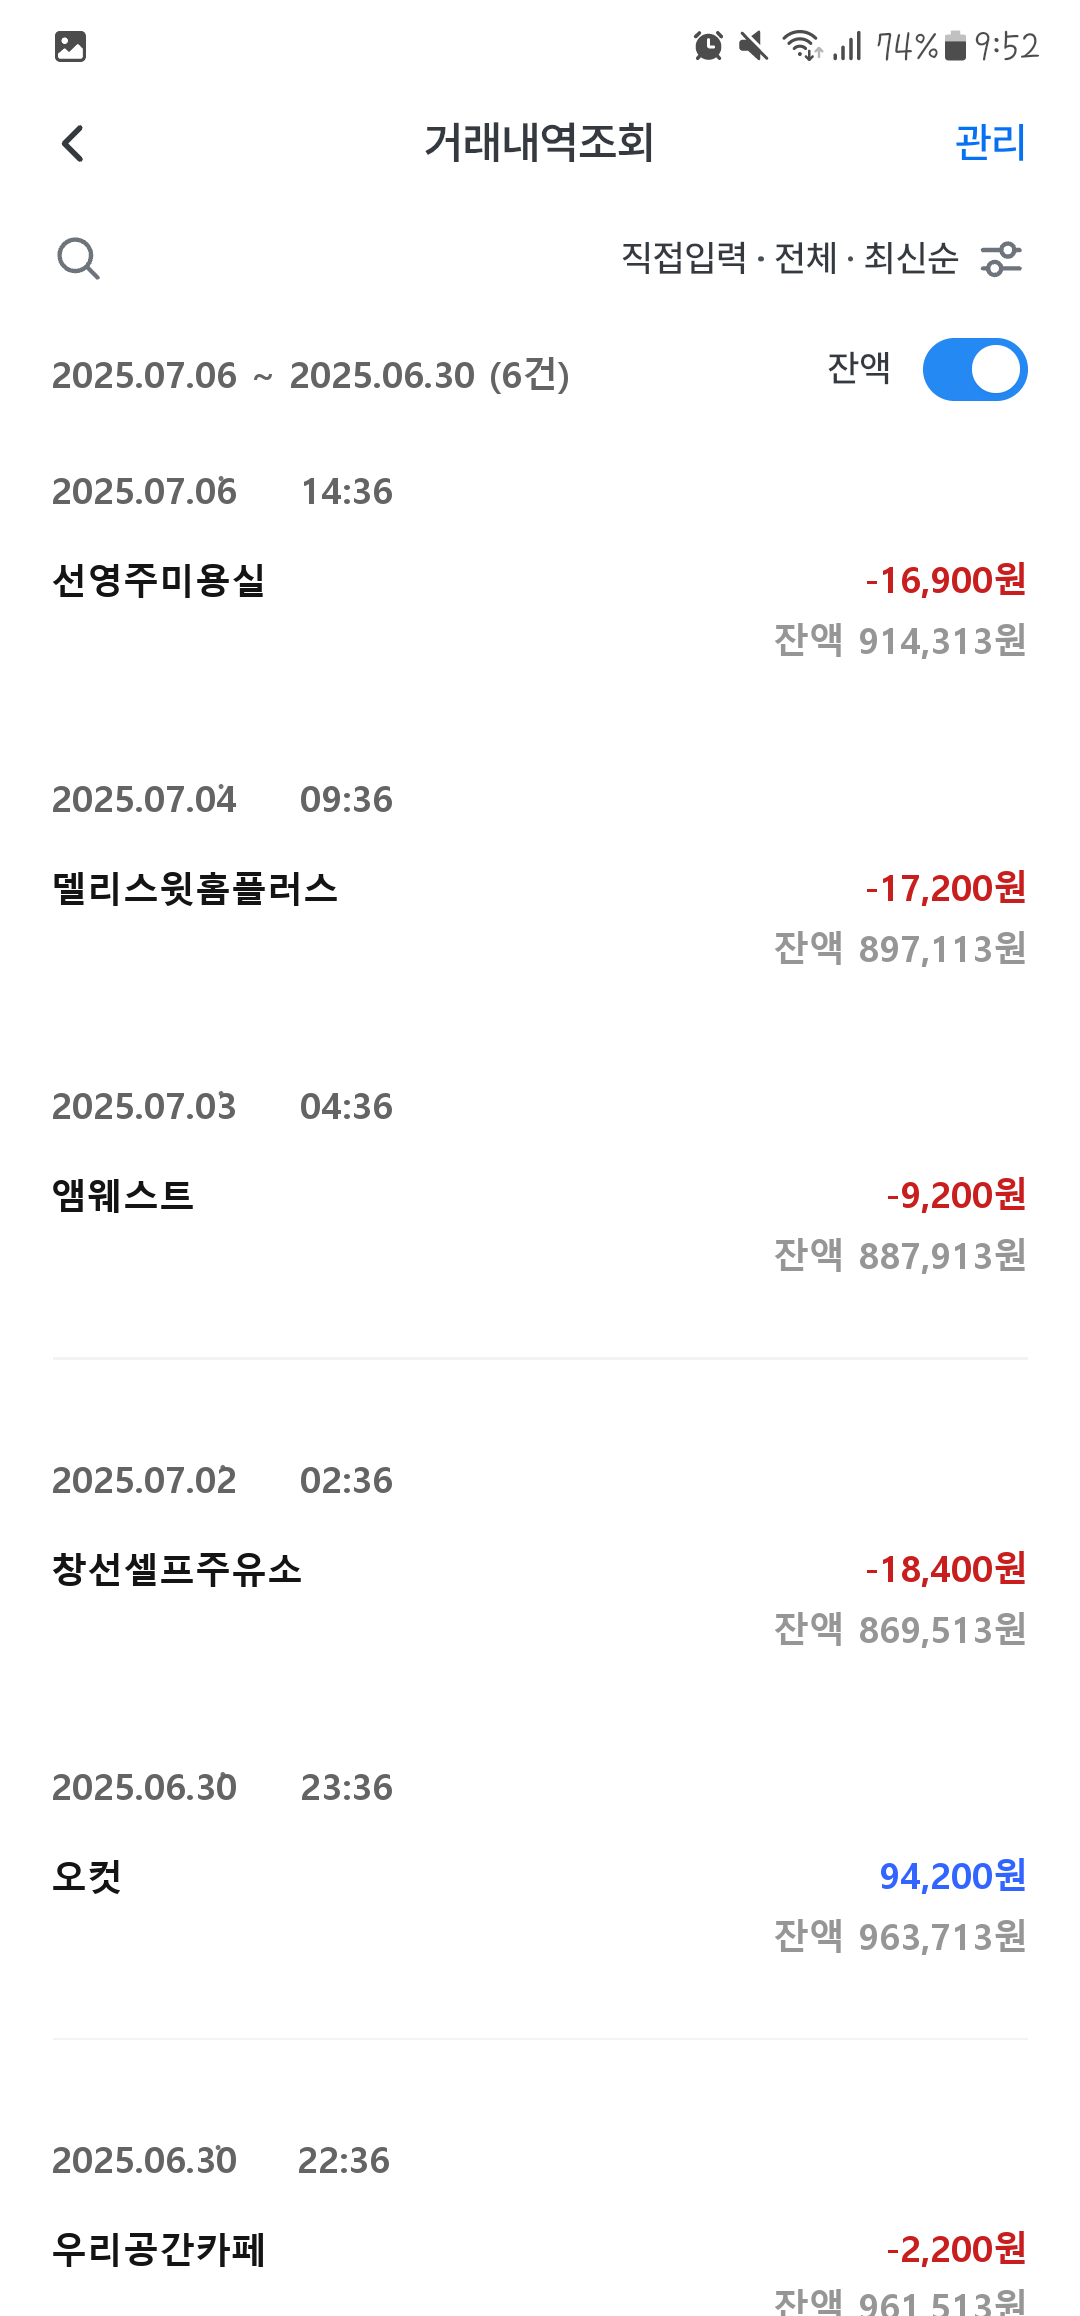 74% 9:52
거래내역조회 관리
직접입력 · 전체 · 최신순
2025.07.06 ~ 2025.06.30 (6건) 잔액
2025.07.06 14:36
선영주미용실 -16,900원
잔액 914,313원
2025.07.04 09:36
델리스윗홈플러스 -17,200원
잔액 897,113원
2025.07.03 04:36
앰웨스트 -9,200원
잔액 887,913원
2025.07.02 02:36
창선셀프주유소 -18,400원
잔액 869,513원
2025.06.30 23:36
오컷 94,200원
잔액 963,713원
2025.06.30 22:36
우리공간카페 -2,200원
잔액 961,513원